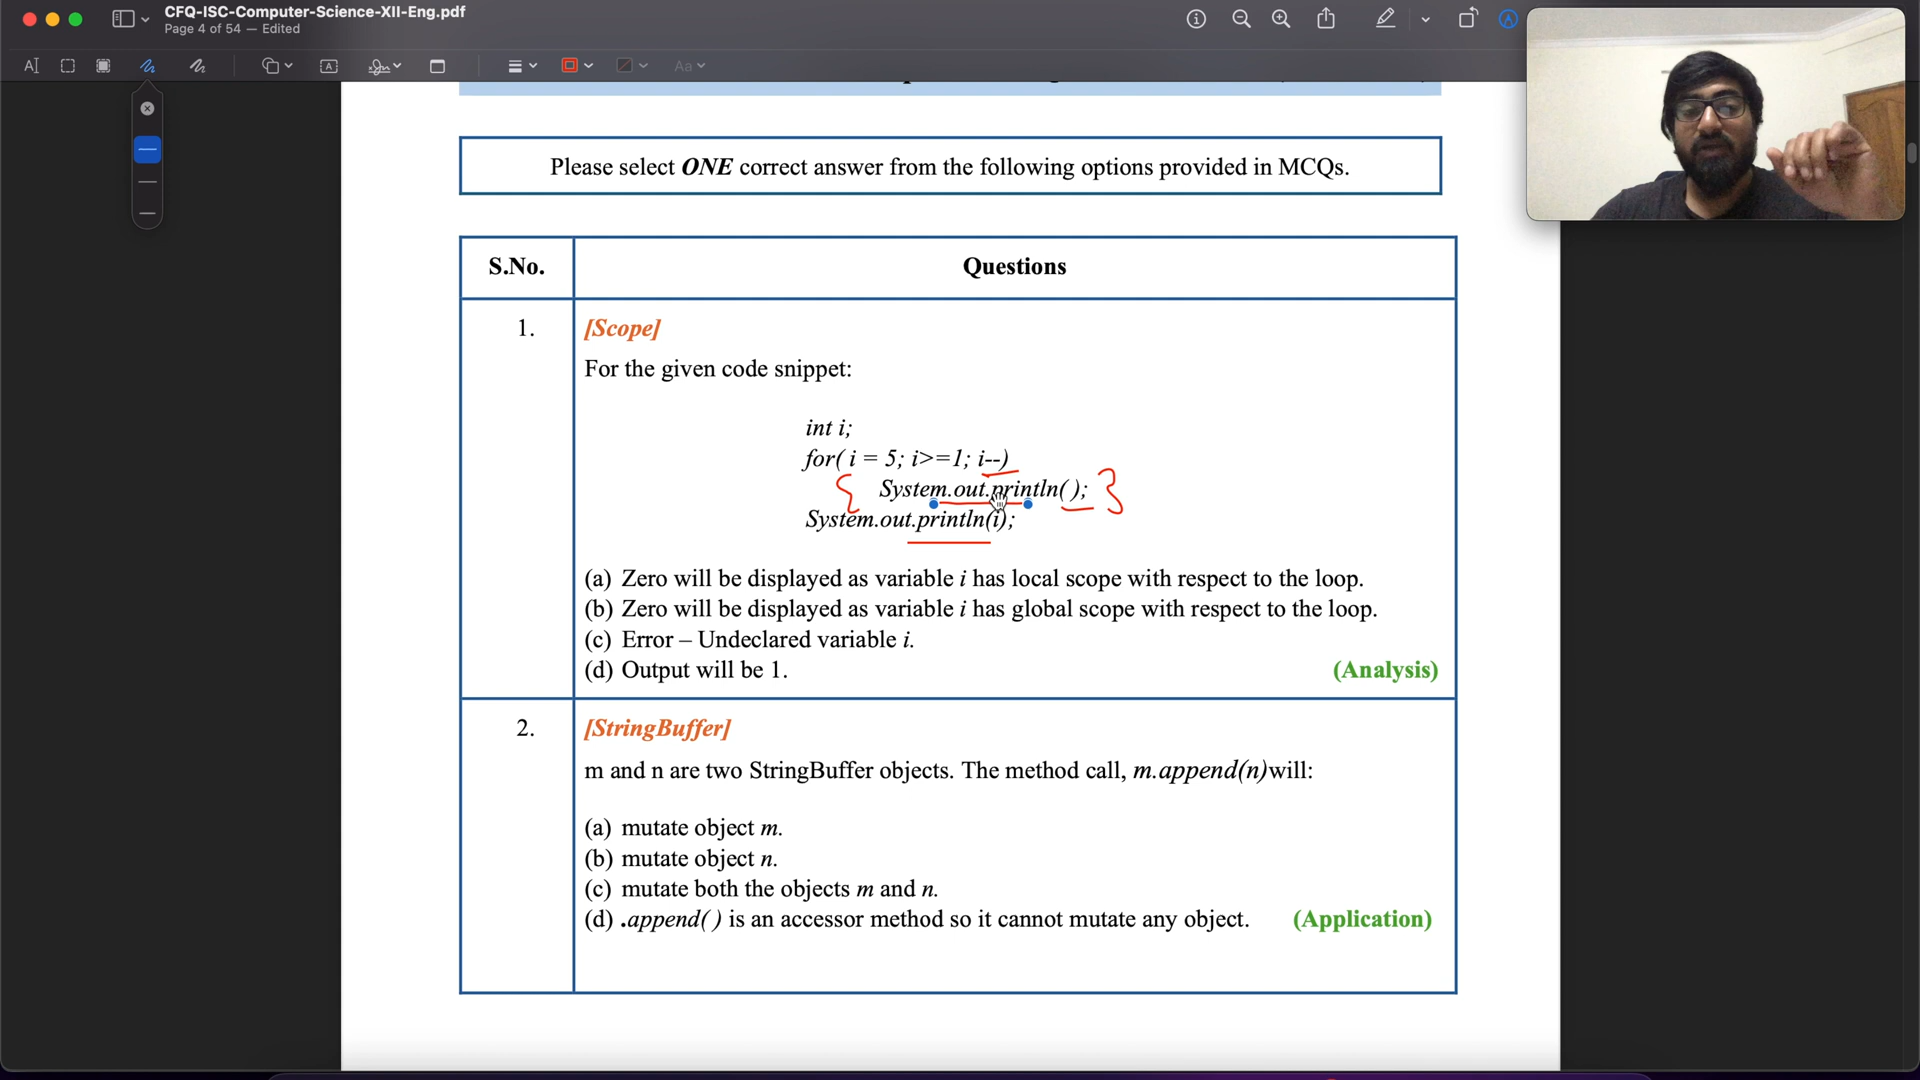 CFQ-ISC-Computer-Science-XII-Eng.pdf
Page 4 of 54 — Edited
Please select ONE correct answer from the following options provided in MCQs.
S.No.
Questions
1.
[Scope]
For the given code snippet:
int i;
for( i = 5; i>=1; i--)
{ System.out.println( ); }
System.out.println(i);
(a) Zero will be displayed as variable i has local scope with respect to the loop.
(b) Zero will be displayed as variable i has global scope with respect to the loop.
(c) Error – Undeclared variable i.
(d) Output will be 1.
(Analysis)
2.
[StringBuffer]
m and n are two StringBuffer objects. The method call, m.append(n)will:
(a) mutate object m.
(b) mutate object n.
(c) mutate both the objects m and n.
(d) .append( ) is an accessor method so it cannot mutate any object.
(Application)